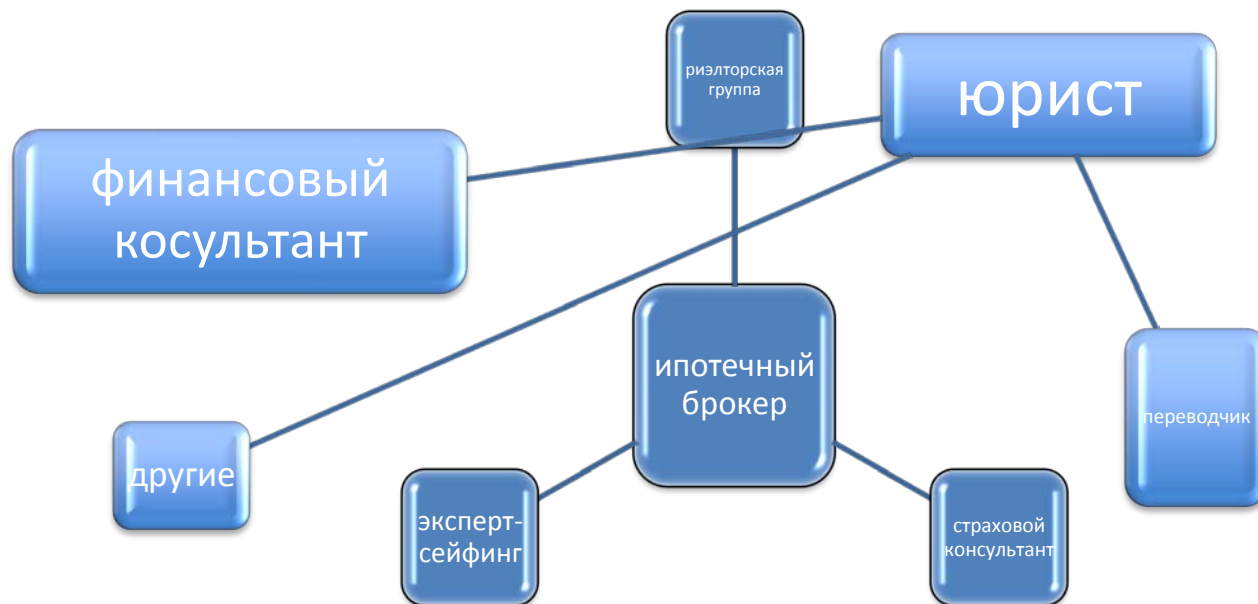 риэлторская
группа
юрист
финансовый
косультант
ипотечный
брокер
переводчик
другие
эксперт-
сейфинг
страховой
консультант